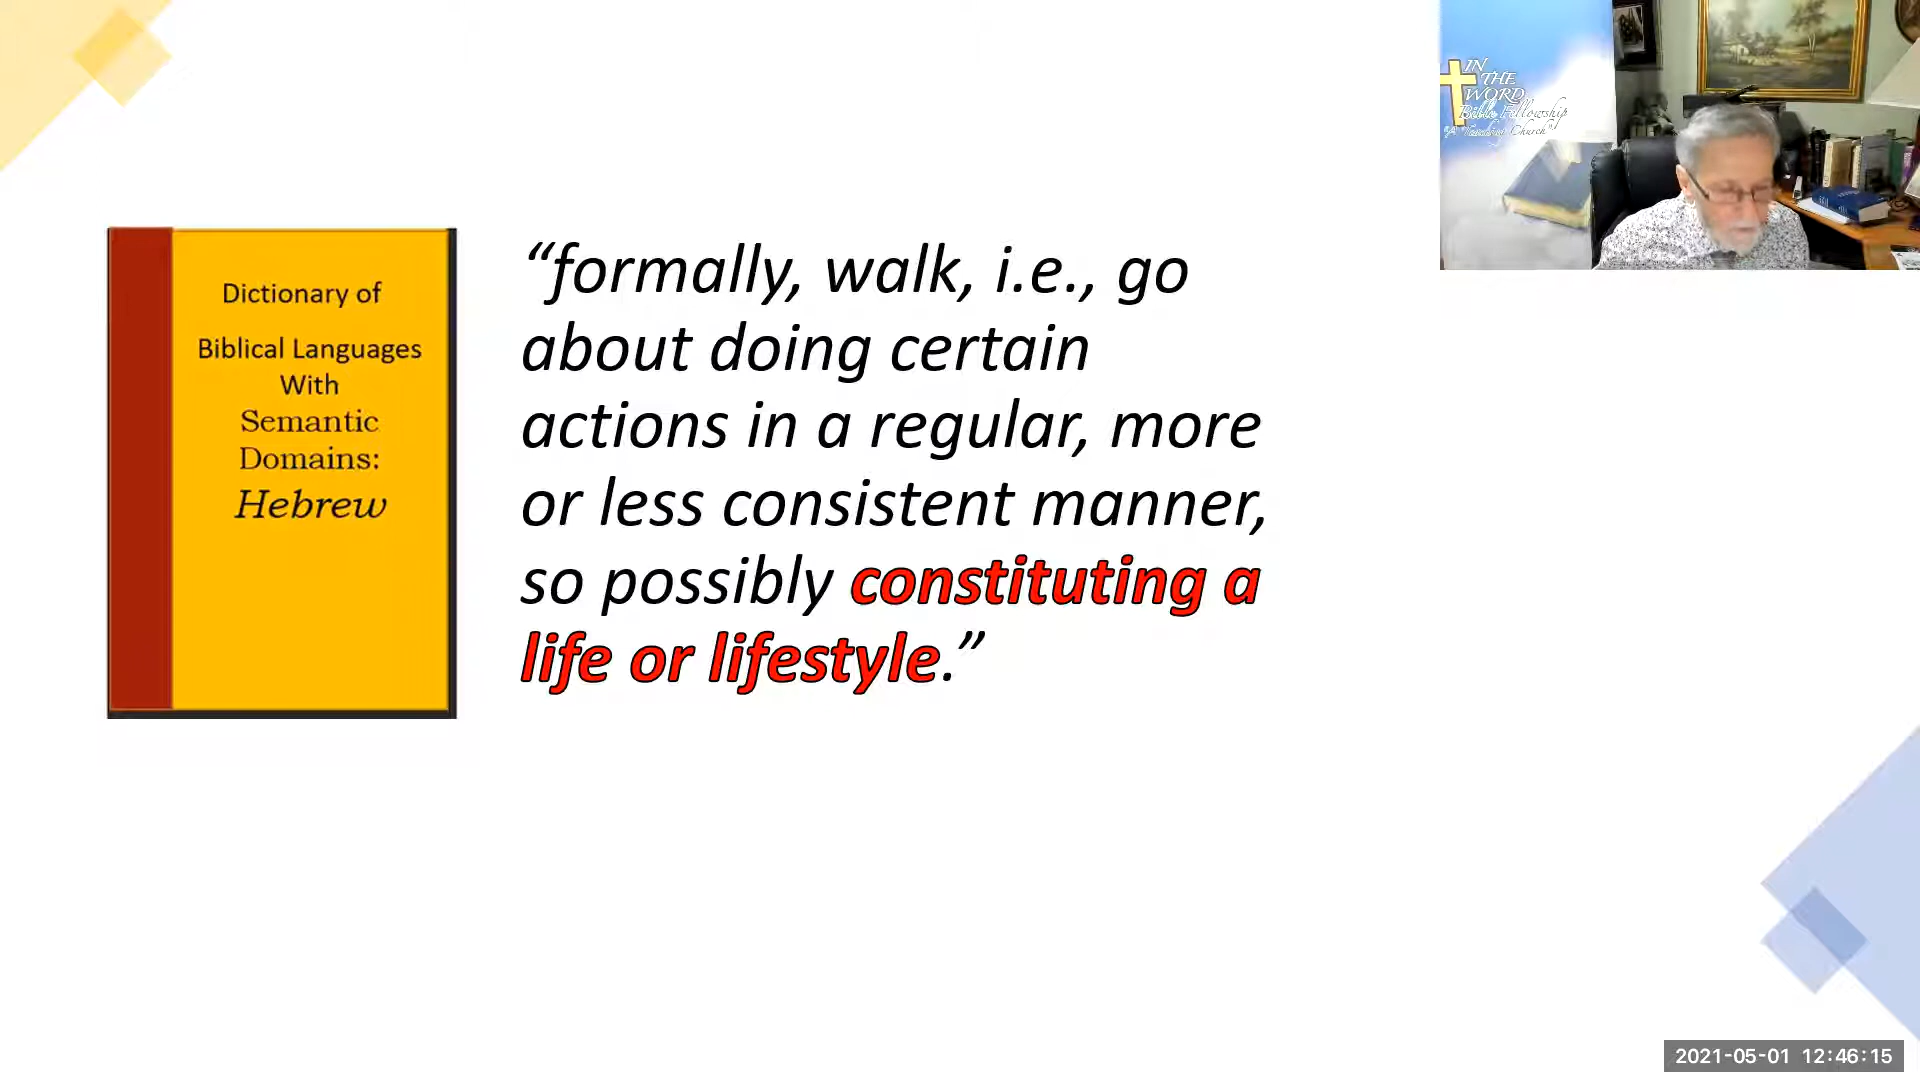 Dictionary of
Biblical Languages
With
Semantic
Domains:
Hebrew
“formally, walk, i.e., go
about doing certain
actions in a regular, more
or less consistent manner,
so possibly constituting a
life or lifestyle.”
IN
THE
WORD
Bible Fellowship
"A Teaching Church"
2021-05-01 12:46:15